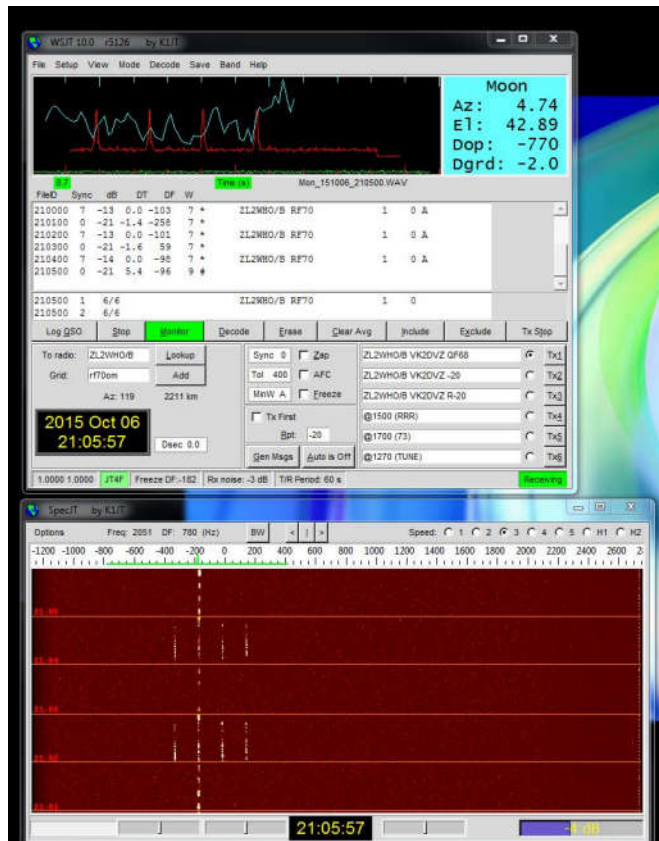 WSJT 10.0 r5126 by K1JT
File Setup View Mode Decode Save Band Help
Moon
Az: 4.74
El: 42.89
Dop: -770
Dgrd: -2.0
Time (s) Mon_151006_210500.WAV
FileID Sync dB DT DF W
210000 7 -13 0.0 -103 7 * ZL2WHO/B RF70 1 0 A
210100 0 -21 -1.4 -258 7 *
210200 7 -13 0.0 -101 7 * ZL2WHO/B RF70 1 0 A
210300 0 -21 -1.6 59 7 *
210400 7 -14 0.0 -98 7 * ZL2WHO/B RF70 1 0 A
210500 0 -21 5.4 -96 9 #
210500 1 6/6 ZL2WHO/B RF70 1 0
210500 2 6/6
Log QSO Stop Monitor Decode Erase Clear Avg Include Exclude Tx Stop
To radio: ZL2WHO/B Lookup Sync 0 Zap ZL2WHO/B VK2DVZ QF68 Tx1
Grid: rf70om Add Tol 400 AFC ZL2WHO/B VK2DVZ -20 Tx2
Az: 119 2211 km MinW A Freeze ZL2WHO/B VK2DVZ R-20 Tx3
2015 Oct 06 Tx First @1500 (RRR) Tx4
21:05:57 Dsec 0.0 Rpt: -20 @1700 (73) Tx5
Gen Msgs Auto is Off @1270 (TUNE) Tx6
1.0000 1.0000 JT4F Freeze DF:-182 Rx noise: -3 dB T/R Period: 60 s Receiving
SpecJT by K1JT
Options Freq: 2051 DF: 780 (Hz) BW < | > Speed: 1 2 3 4 5 H1 H2
-1200 -1000 -800 -600 -400 -200 0 200 400 600 800 1000 1200 1400 1600 1800 2000 2200 2400 2600
21:05:57 -4 dB